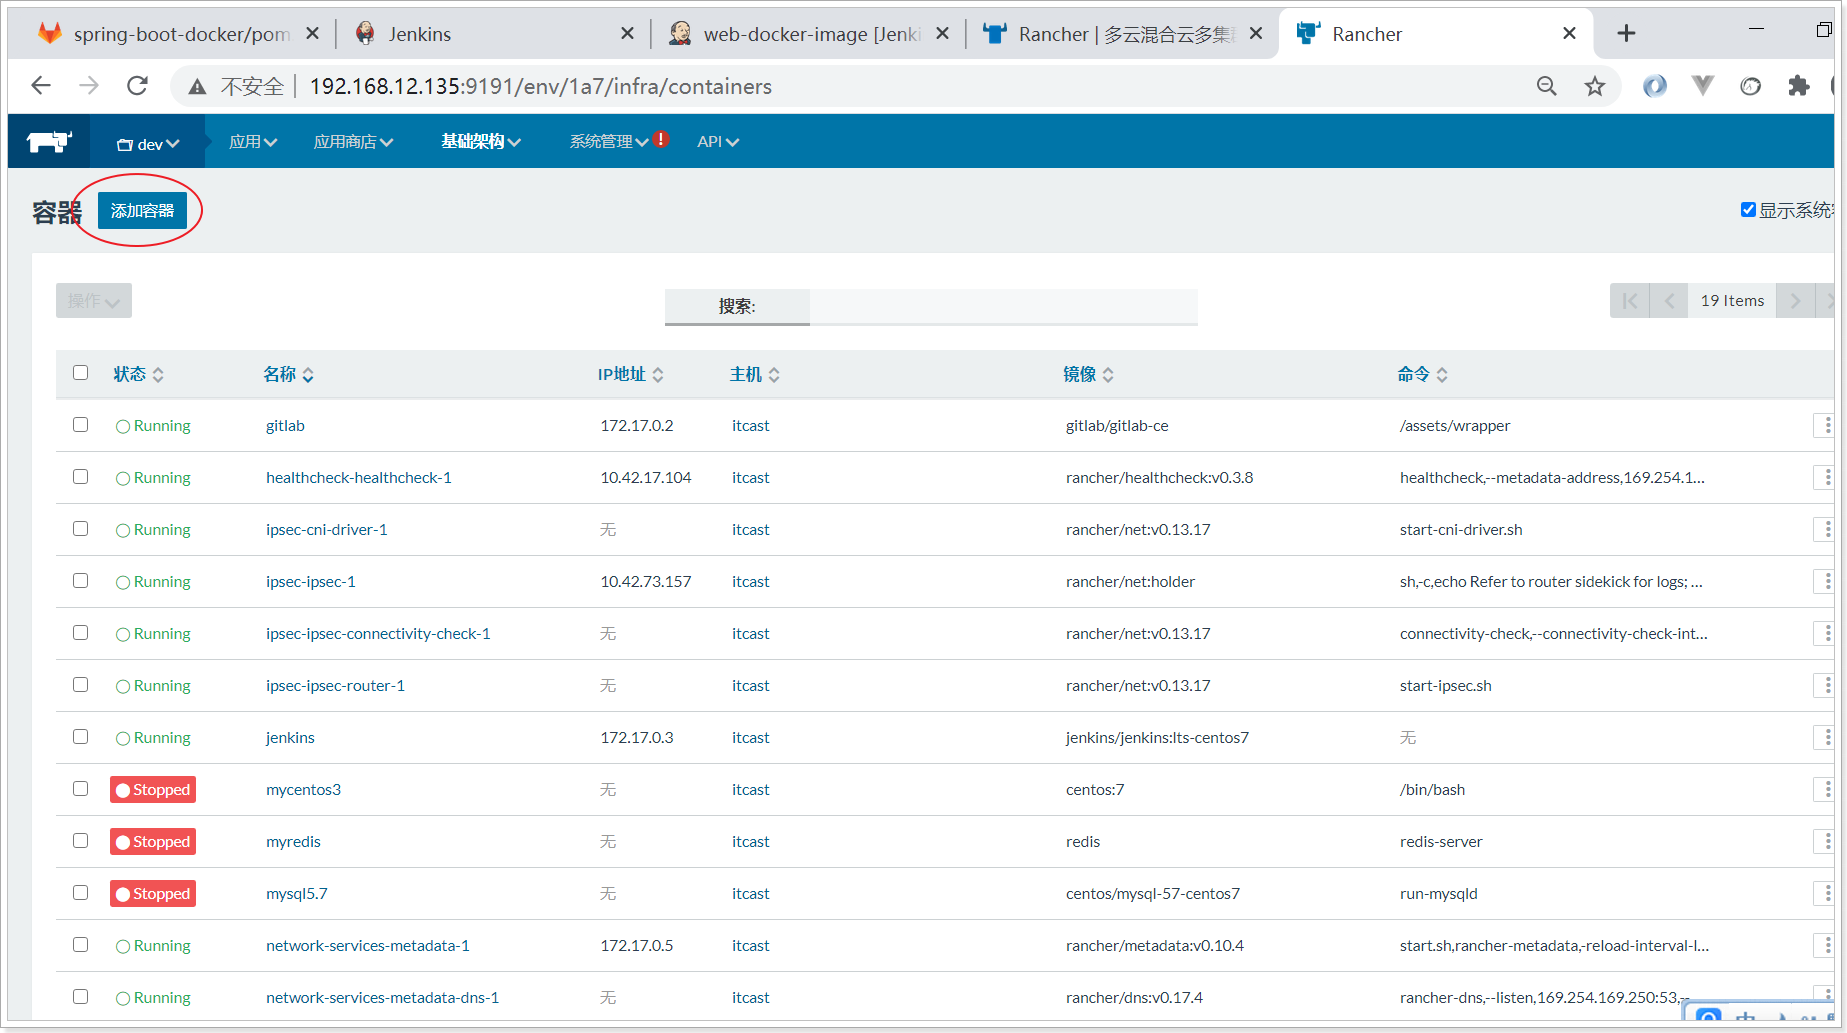 spring-boot-docker/pom
Jenkins
web-docker-image [Jenki
Rancher | 多云混合云多集群
Rancher
不安全
192.168.12.135:9191/env/1a7/infra/containers
dev
应用
应用商店
基础架构
系统管理
!
API
容器
添加容器
显示系统容
操作
搜索:
19 Items
状态 名称 IP地址 主机 镜像 命令
Running gitlab 172.17.0.2 itcast gitlab/gitlab-ce /assets/wrapper
Running healthcheck-healthcheck-1 10.42.17.104 itcast rancher/healthcheck:v0.3.8 healthcheck,--metadata-address,169.254.1...
Running ipsec-cni-driver-1 无 itcast rancher/net:v0.13.17 start-cni-driver.sh
Running ipsec-ipsec-1 10.42.73.157 itcast rancher/net:holder sh,-c,echo Refer to router sidekick for logs; ...
Running ipsec-ipsec-connectivity-check-1 无 itcast rancher/net:v0.13.17 connectivity-check,--connectivity-check-int...
Running ipsec-ipsec-router-1 无 itcast rancher/net:v0.13.17 start-ipsec.sh
Running jenkins 172.17.0.3 itcast jenkins/jenkins:lts-centos7 无
Stopped mycentos3 无 itcast centos:7 /bin/bash
Stopped myredis 无 itcast redis redis-server
Stopped mysql5.7 无 itcast centos/mysql-57-centos7 run-mysqld
Running network-services-metadata-1 172.17.0.5 itcast rancher/metadata:v0.10.4 start.sh,rancher-metadata,-reload-interval-l...
Running network-services-metadata-dns-1 无 itcast rancher/dns:v0.17.4 rancher-dns,--listen,169.254.169.250:53,--